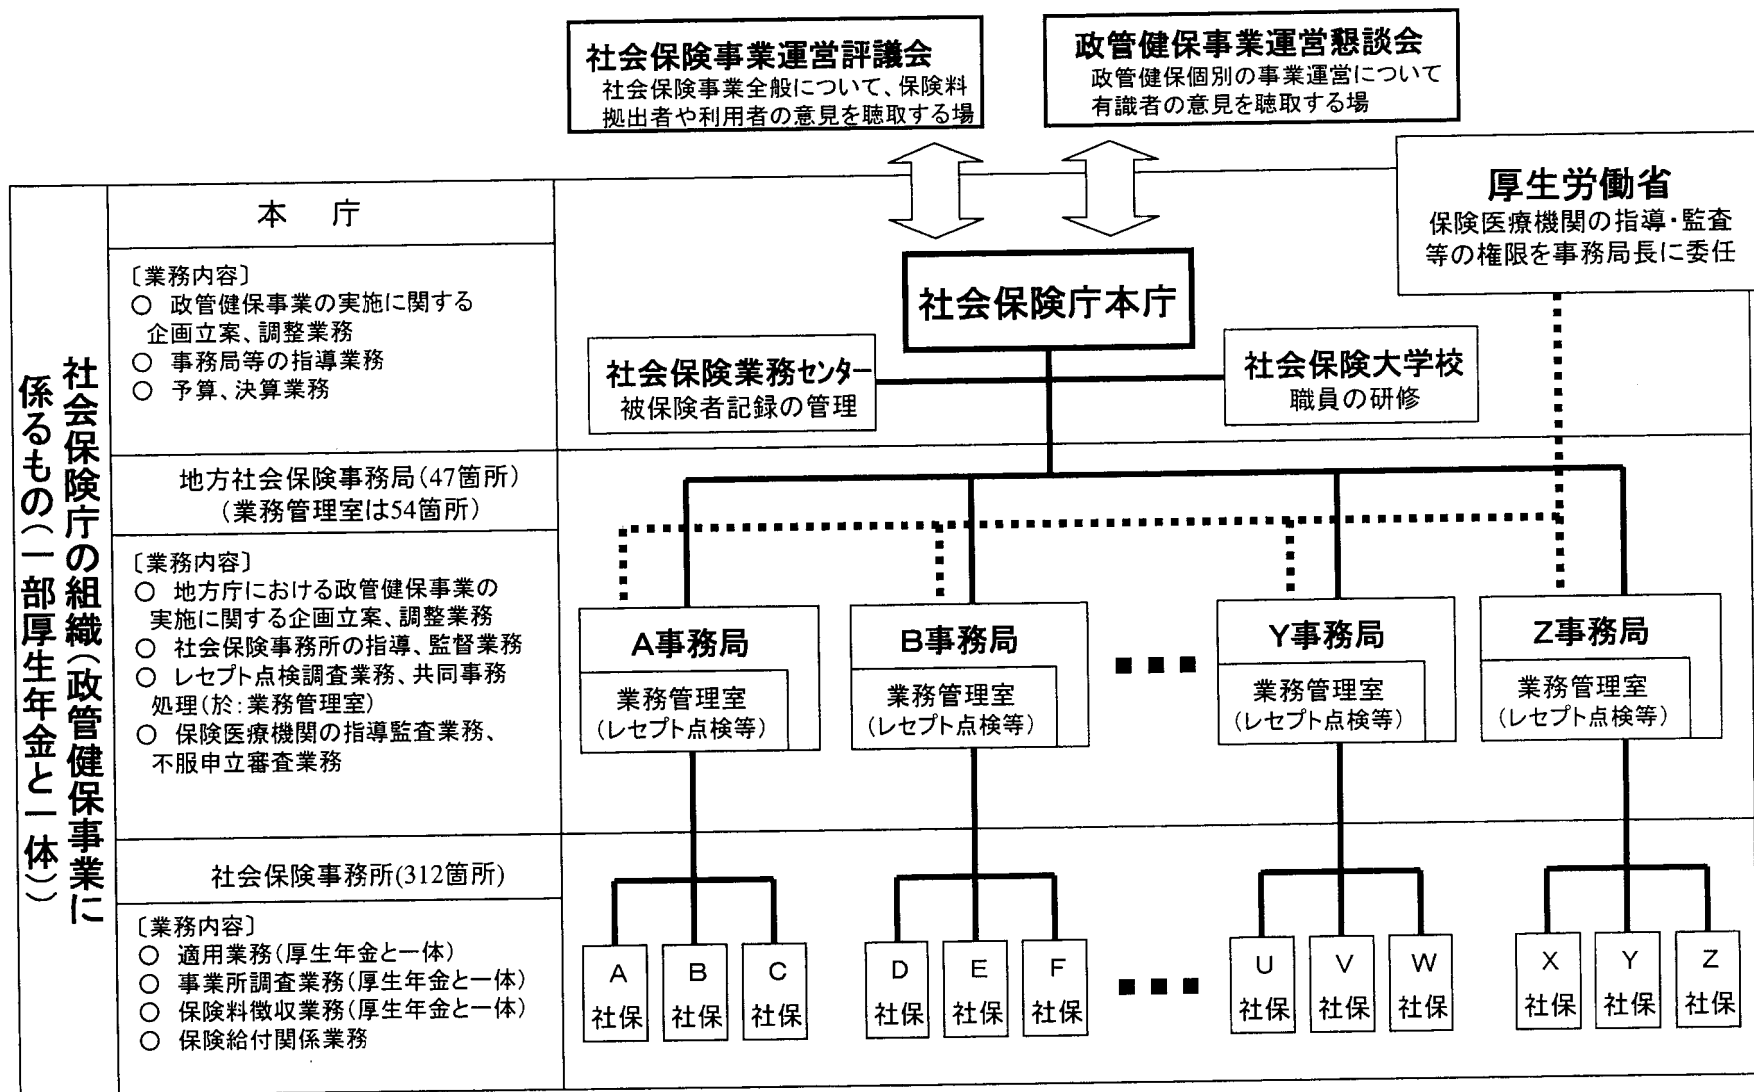 社会保険事業運営評議会
社会保険事業全般について、保険料
拠出者や利用者の意見を聴取する場
政管健保事業運営懇談会
政管健保個別の事業運営について
有識者の意見を聴取する場
厚生労働省
保険医療機関の指導・監査
等の権限を事務局長に委任
社会保険庁の組織(政管健保事業に
係るもの(一部厚生年金と一体))
本 庁
〔業務内容〕
○ 政管健保事業の実施に関する
企画立案、調整業務
○ 事務局等の指導業務
○ 予算、決算業務
社会保険庁本庁
社会保険業務センター
被保険者記録の管理
社会保険大学校
職員の研修
地方社会保険事務局(47箇所)
(業務管理室は54箇所)
〔業務内容〕
○ 地方庁における政管健保事業の
実施に関する企画立案、調整業務
○ 社会保険事務所の指導、監督業務
○ レセプト点検調査業務、共同事務
処理(於:業務管理室)
○ 保険医療機関の指導監査業務、
不服申立審査業務
A事務局
業務管理室
(レセプト点検等)
B事務局
業務管理室
(レセプト点検等)
Y事務局
業務管理室
(レセプト点検等)
Z事務局
業務管理室
(レセプト点検等)
社会保険事務所(312箇所)
〔業務内容〕
○ 適用業務(厚生年金と一体)
○ 事業所調査業務(厚生年金と一体)
○ 保険料徴収業務(厚生年金と一体)
○ 保険給付関係業務
A
社保
B
社保
C
社保
D
社保
E
社保
F
社保
U
社保
V
社保
W
社保
X
社保
Y
社保
Z
社保